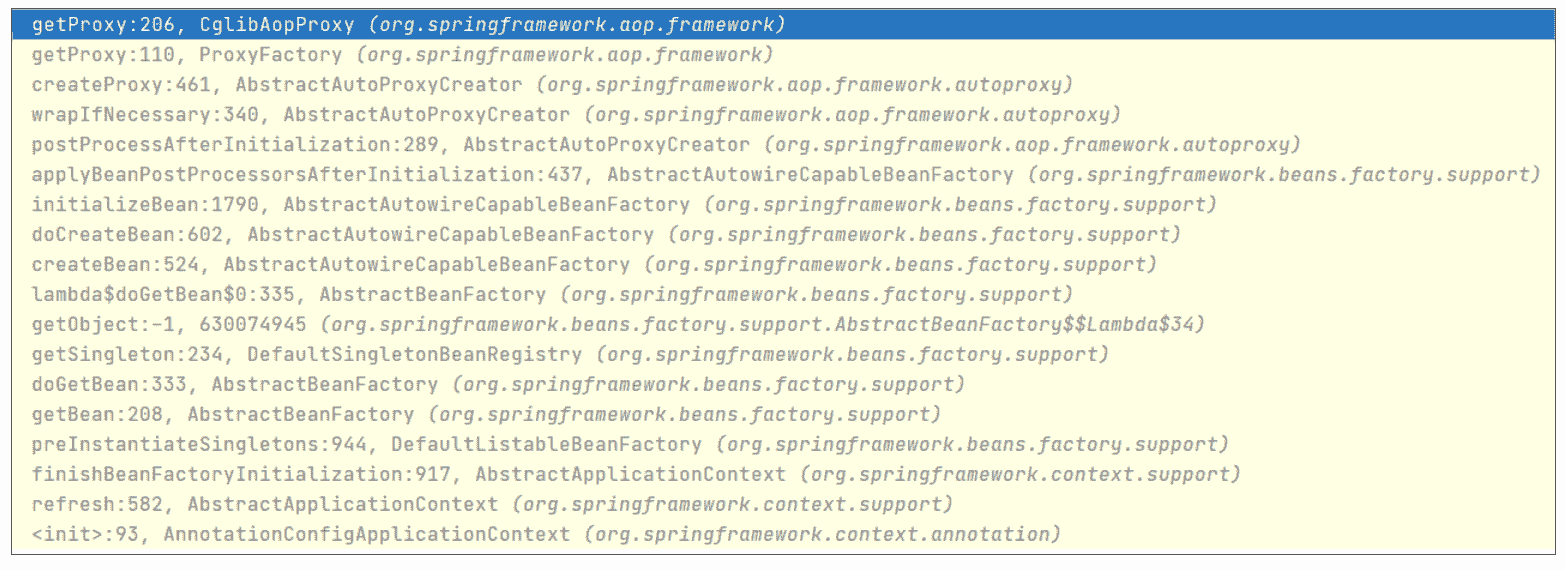 getProxy:206, CglibAopProxy (org.springframework.aop.framework)
getProxy:110, ProxyFactory (org.springframework.aop.framework)
createProxy:461, AbstractAutoProxyCreator (org.springframework.aop.framework.autoproxy)
wrapIfNecessary:340, AbstractAutoProxyCreator (org.springframework.aop.framework.autoproxy)
postProcessAfterInitialization:289, AbstractAutoProxyCreator (org.springframework.aop.framework.autoproxy)
applyBeanPostProcessorsAfterInitialization:437, AbstractAutowireCapableBeanFactory (org.springframework.beans.factory.support)
initializeBean:1790, AbstractAutowireCapableBeanFactory (org.springframework.beans.factory.support)
doCreateBean:602, AbstractAutowireCapableBeanFactory (org.springframework.beans.factory.support)
createBean:524, AbstractAutowireCapableBeanFactory (org.springframework.beans.factory.support)
lambda$doGetBean$0:335, AbstractBeanFactory (org.springframework.beans.factory.support)
getObject:-1, 630074945 (org.springframework.beans.factory.support.AbstractBeanFactory$$Lambda$34)
getSingleton:234, DefaultSingletonBeanRegistry (org.springframework.beans.factory.support)
doGetBean:333, AbstractBeanFactory (org.springframework.beans.factory.support)
getBean:208, AbstractBeanFactory (org.springframework.beans.factory.support)
preInstantiateSingletons:944, DefaultListableBeanFactory (org.springframework.beans.factory.support)
finishBeanFactoryInitialization:917, AbstractApplicationContext (org.springframework.context.support)
refresh:582, AbstractApplicationContext (org.springframework.context.support)
<init>:93, AnnotationConfigApplicationContext (org.springframework.context.annotation)